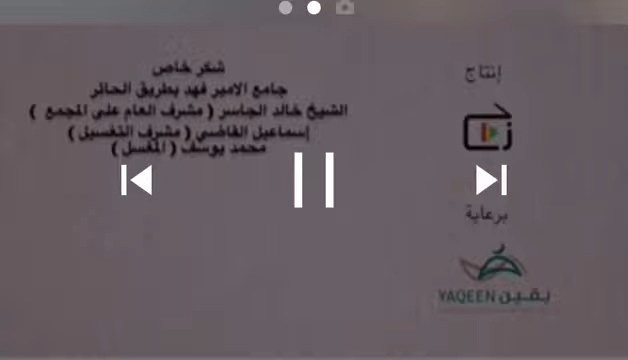 شكر خاص
جامع الامير فهد بطريق الحائر
الشيخ خالد الجاسر ( مشرف العام على المجمع )
إسماعيل القاضي ( مشرف التغسيل )
محمد يوسف ( المغسل )
إنتاج
برعاية
YAQEEN يقين